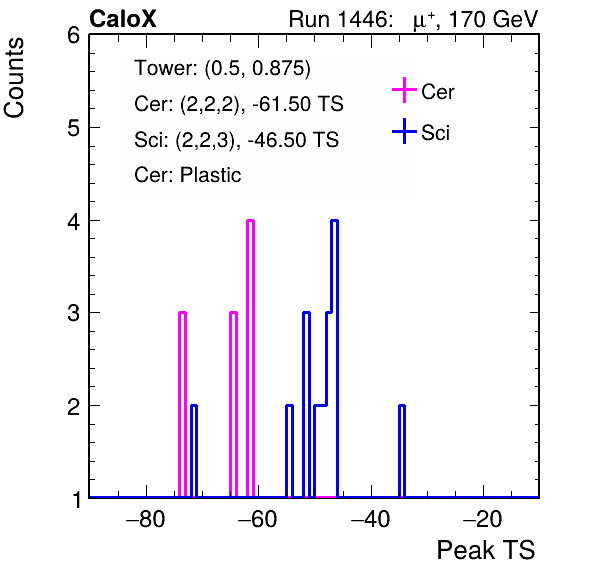 CaloX Run 1446: μ⁺, 170 GeV
Counts
Tower: (0.5, 0.875)
Cer: (2,2,2), -61.50 TS
Sci: (2,2,3), -46.50 TS
Cer: Plastic
Cer
Sci
6
5
4
3
2
1
−80 −60 −40 −20
Peak TS